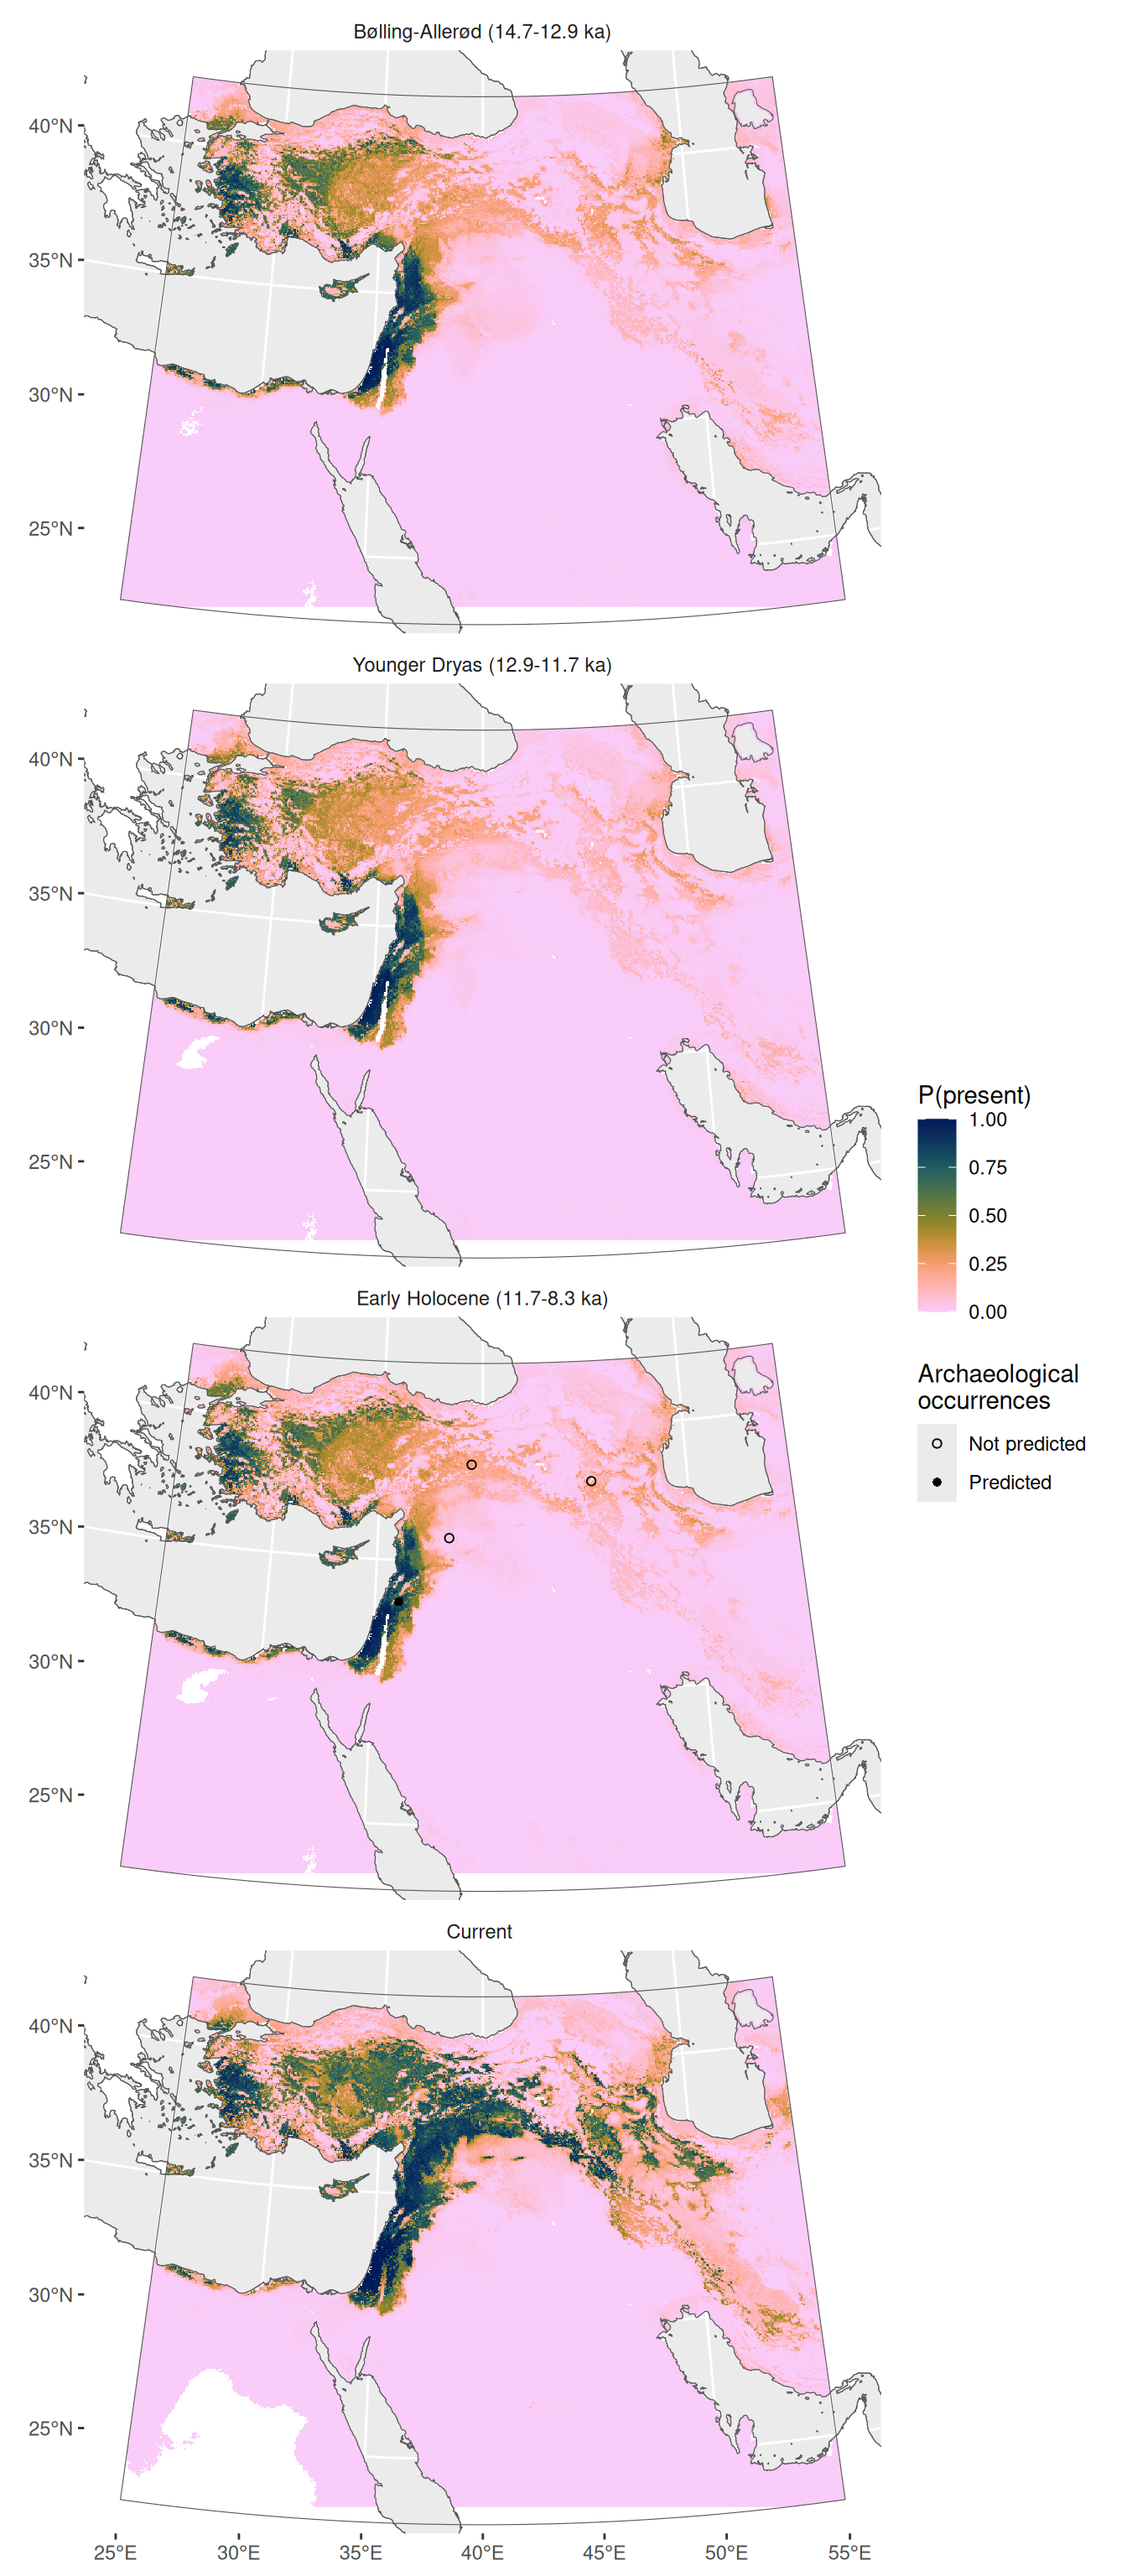 Bølling-Allerød (14.7-12.9 ka)
40°N
35°N
30°N
25°N
Younger Dryas (12.9-11.7 ka)
40°N
35°N
30°N
25°N
P(present)
1.00
0.75
0.50
0.25
0.00
Early Holocene (11.7-8.3 ka)
40°N
35°N
30°N
25°N
Archaeological
occurrences
Not predicted
Predicted
Current
40°N
35°N
30°N
25°N
25°E 30°E 35°E 40°E 45°E 50°E 55°E